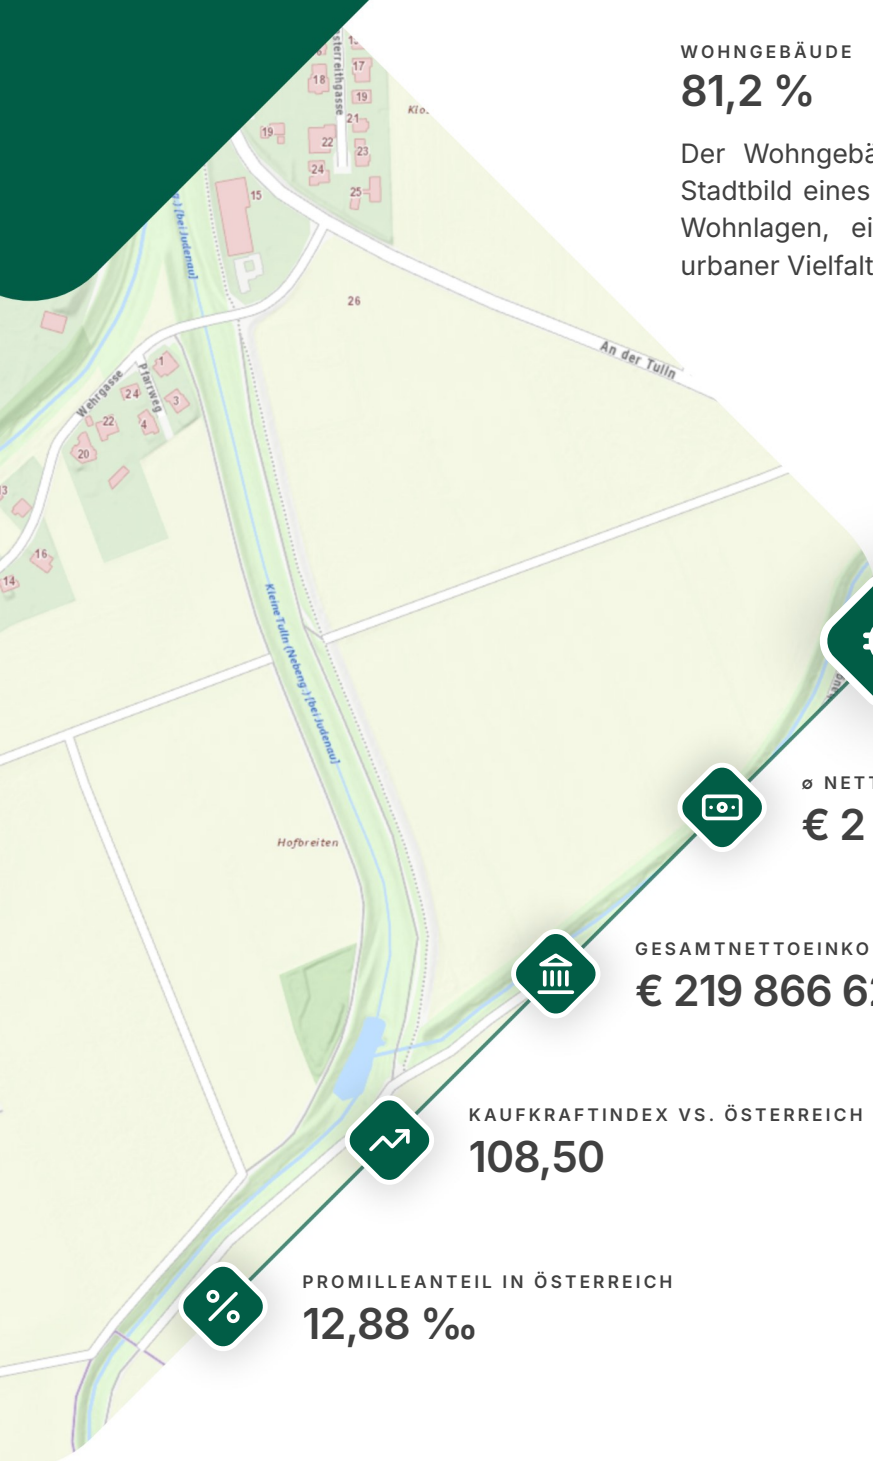 WOHNGEBÄUDE
81,2 %
Der Wohngebä
Stadtbild eines
Wohnlagen, ei
urbaner Vielfalt
18
17
19
21
22
23
24
25
19
15
P
26
An der Tulln
Wehrgasse
Pfarrweg
1
24
3
22
4
20
16
14
Kleine Tulln (Nebeng.) [bei Judenau]
Hofbreiten
ø NETT
€ 2
GESAMTNETTOEINKO
€ 219 866 6
KAUFKRAFTINDEX VS. ÖSTERREICH
108,50
PROMILLEANTEIL IN ÖSTERREICH
12,88 ‰